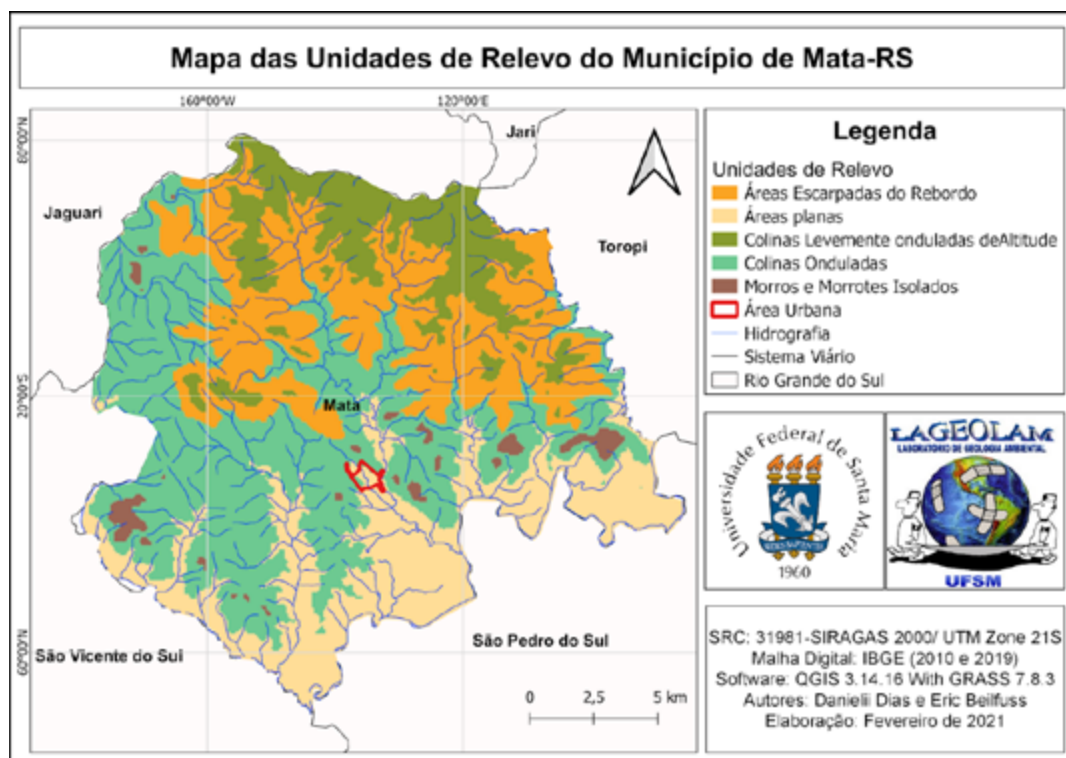 Mapa das Unidades de Relevo do Município de Mata-RS
160°00'W
120°00'E
80°00'N
Jari
Jaguari
Toropi
20°00'S
Mata
60°00'N
São Vicente do Sul
São Pedro do Sul
0 2,5 5 km
Legenda
Unidades de Relevo
Áreas Escarpadas do Rebordo
Áreas planas
Colinas Levemente onduladas deAltitude
Colinas Onduladas
Morros e Morrotes Isolados
Área Urbana
Hidrografia
Sistema Viário
Rio Grande do Sul
Universidade Federal de Santa Maria
1960
LAGEOLAM
LABORATÓRIO DE GEOLOGIA AMBIENTAL
UFSM
SRC: 31981-SIRAGAS 2000/ UTM Zone 21S
Malha Digital: IBGE (2010 e 2019)
Software: QGIS 3.14.16 With GRASS 7.8.3
Autores: Danieli Dias e Eric Beilfuss
Elaboração: Fevereiro de 2021